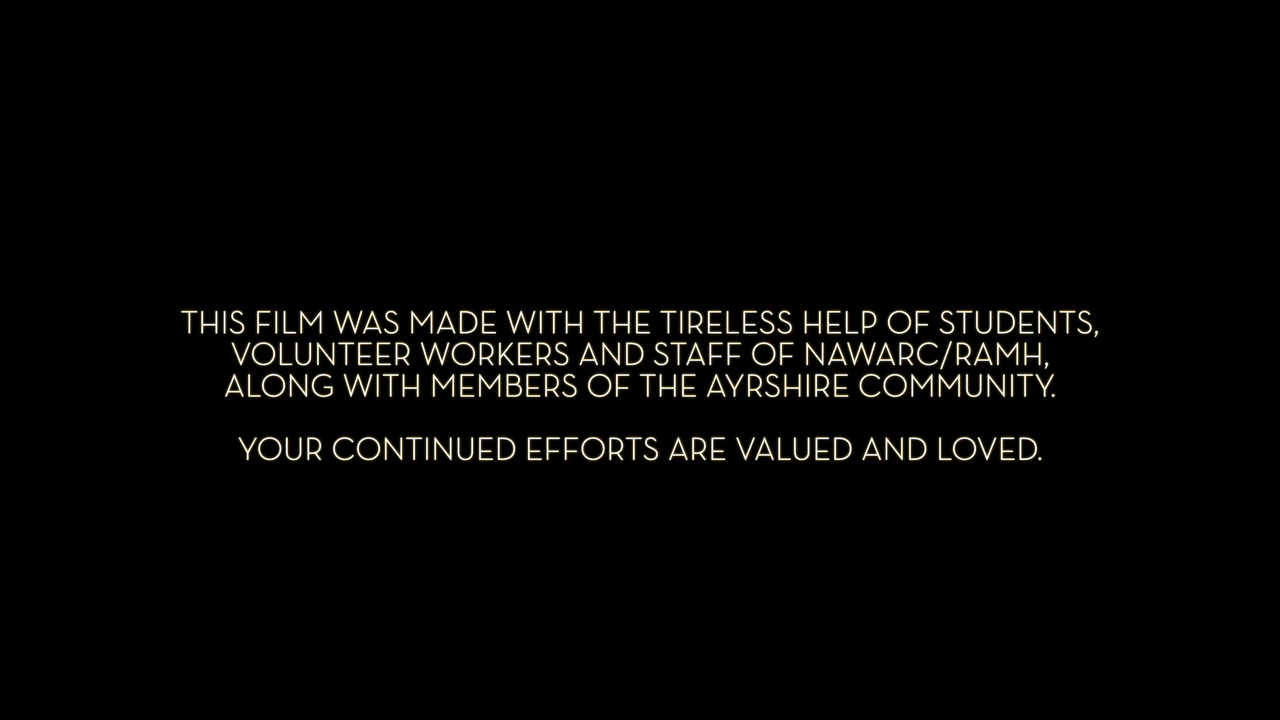 THIS FILM WAS MADE WITH THE TIRELESS HELP OF STUDENTS,
VOLUNTEER WORKERS AND STAFF OF NAWARC/RAMH,
ALONG WITH MEMBERS OF THE AYRSHIRE COMMUNITY.
YOUR CONTINUED EFFORTS ARE VALUED AND LOVED.